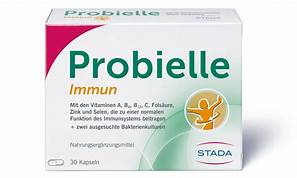 Probielle
Immun
Mit den Vitaminen A, B₆, B₁₂, C, Folsäure,
Zink und Selen, die zu einer normalen
Funktion des Immunsystems beitragen
+ zwei ausgesuchte Bakterienkulturen
Nahrungsergänzungsmittel
30 Kapseln
STADA